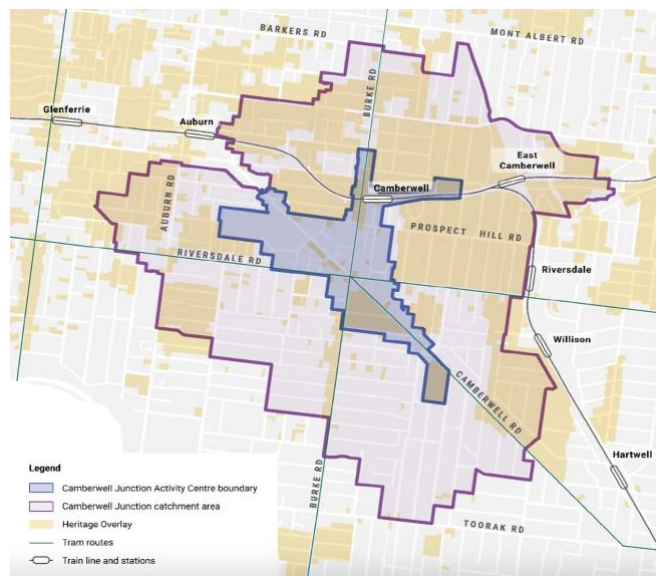 BARKERS RD
MONT ALBERT RD
BURKE RD
Glenferrie
Auburn
East
Camberwell
Camberwell
AUBURN RD
PROSPECT HILL RD
RIVERSDALE RD
Riversdale
Willison
CAMBERWELL RD
Hartwell
BURKE RD
TOORAK RD
Legend
Camberwell Junction Activity Centre boundary
Camberwell Junction catchment area
Heritage Overlay
Tram routes
Train line and stations